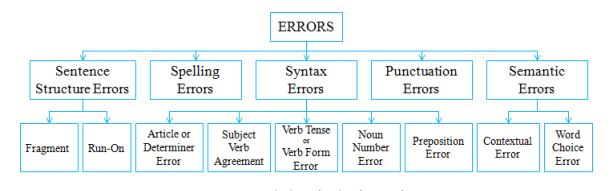 ERRORS
Sentence
Structure Errors
Spelling
Errors
Syntax
Errors
Punctuation
Errors
Semantic
Errors
Fragment
Run-On
Article or
Determiner
Error
Subject
Verb
Agreement
Verb Tense
or
Verb Form
Error
Noun
Number
Error
Preposition
Error
Contextual
Error
Word
Choice
Error